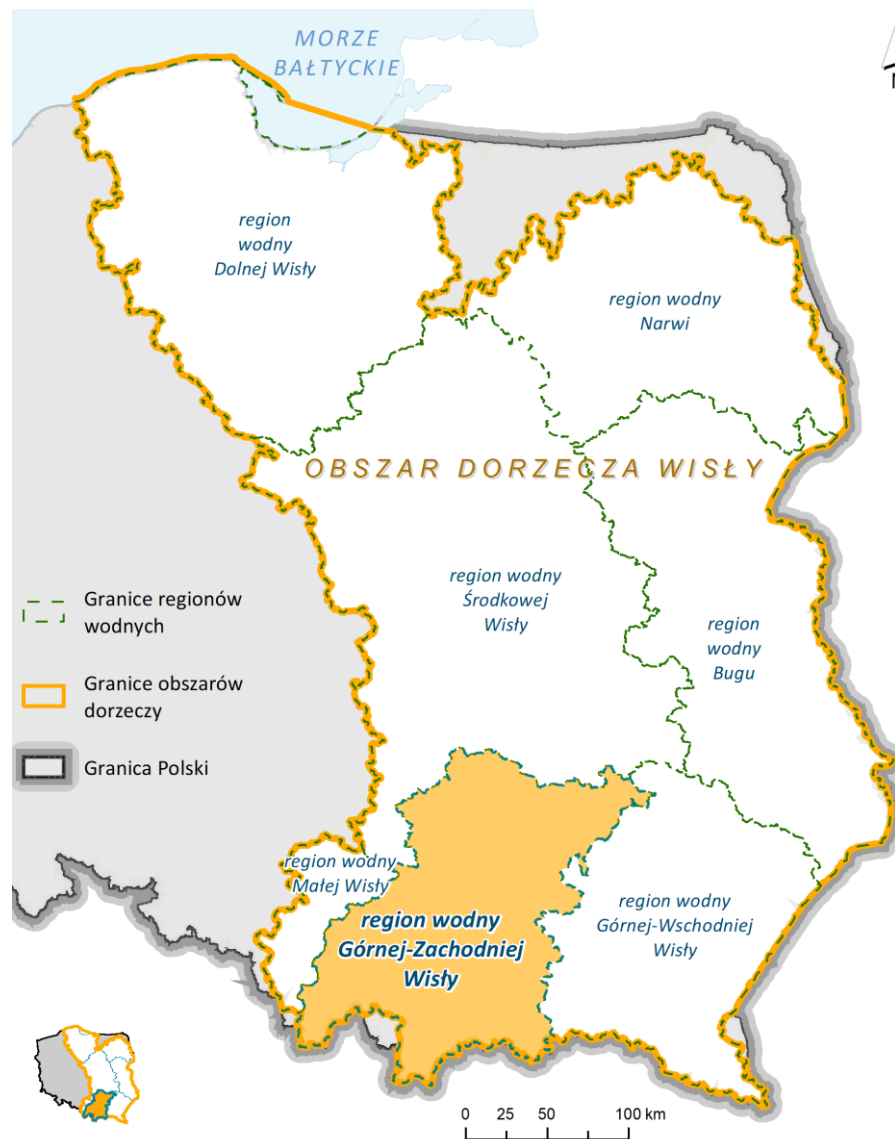 MORZE
BAŁTYCKIE
N
region
wodny
Dolnej Wisły
region wodny
Narwi
OBSZAR DORZECZA WISŁY
region wodny
Środkowej
Wisły
region
wodny
Bugu
Granice regionów
wodnych
Granice obszarów
dorzeczy
Granica Polski
region wodny
Małej Wisły
region wodny
Górnej-Zachodniej
Wisły
region wodny
Górnej-Wschodniej
Wisły
0 25 50 100 km